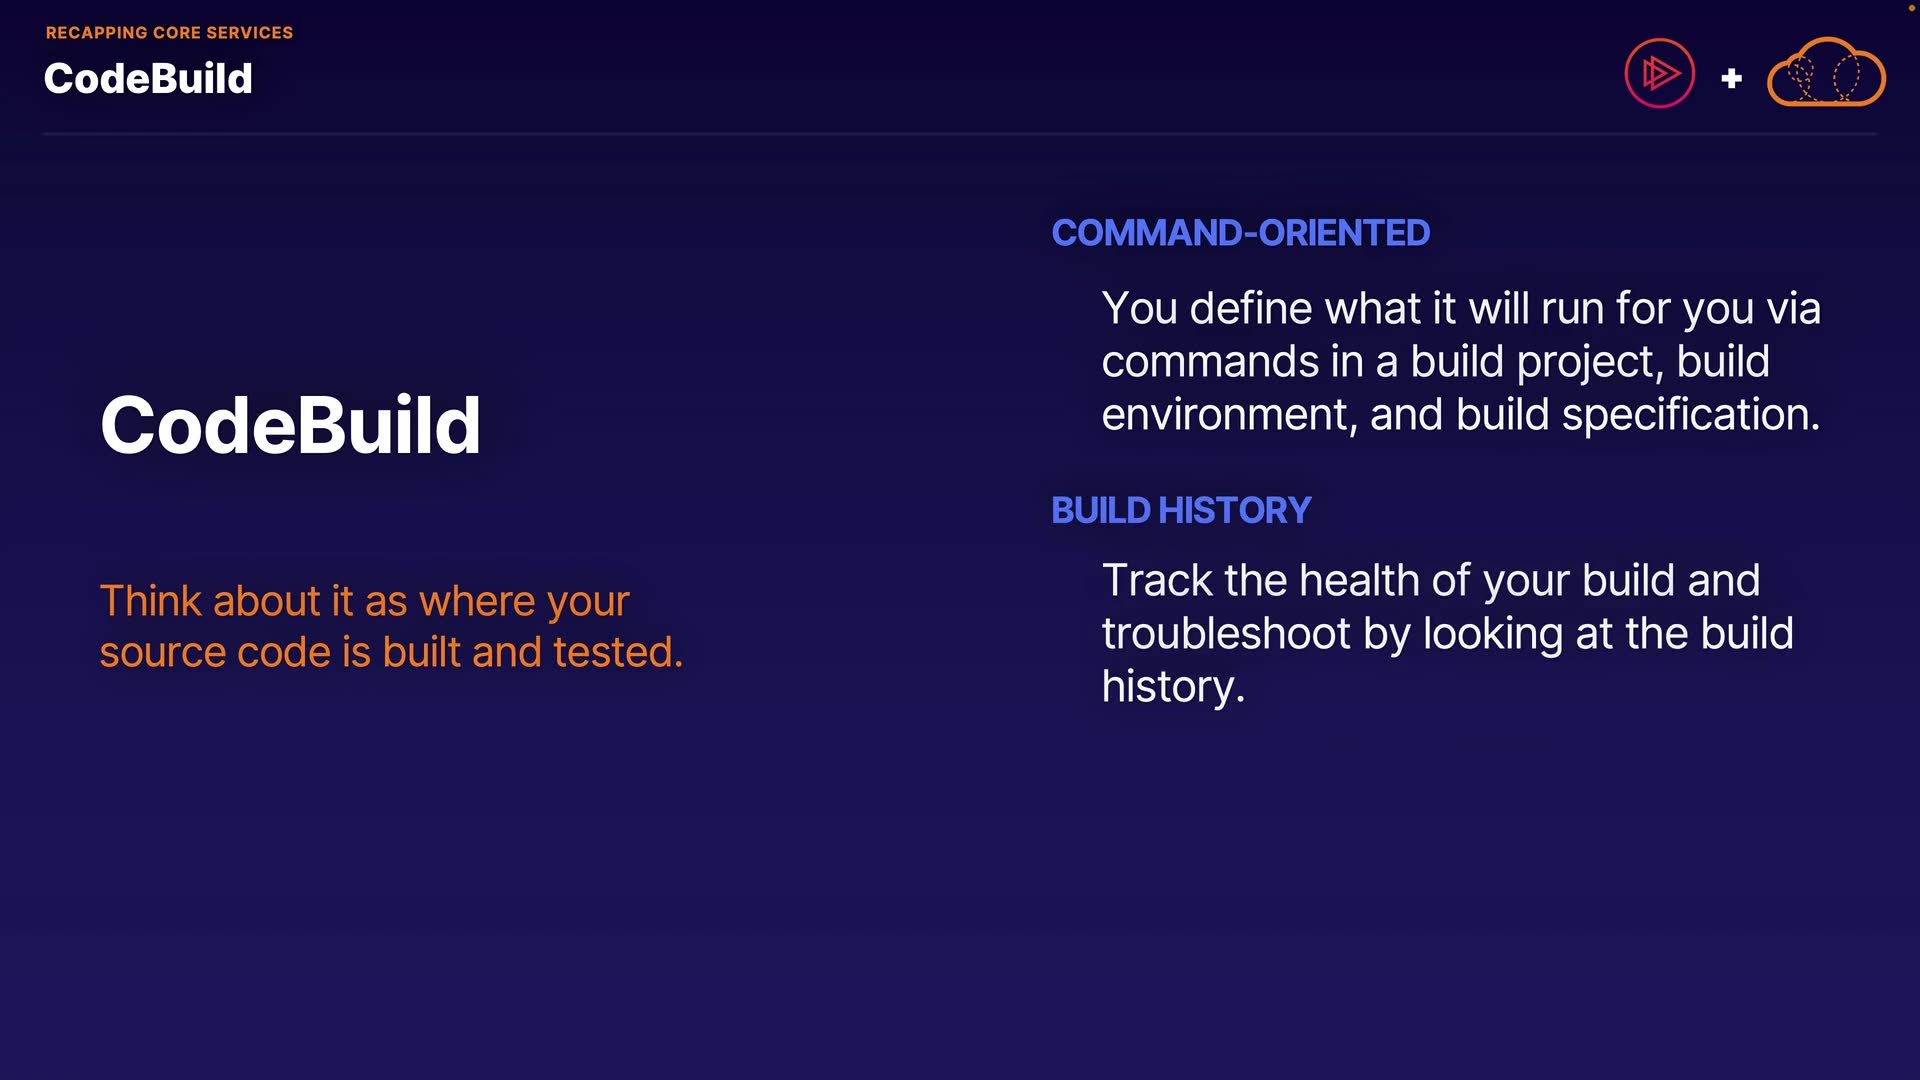 RECAPPING CORE SERVICES
CodeBuild
CodeBuild
Think about it as where your
source code is built and tested.
COMMAND-ORIENTED
You define what it will run for you via
commands in a build project, build
environment, and build specification.
BUILD HISTORY
Track the health of your build and
troubleshoot by looking at the build
history.